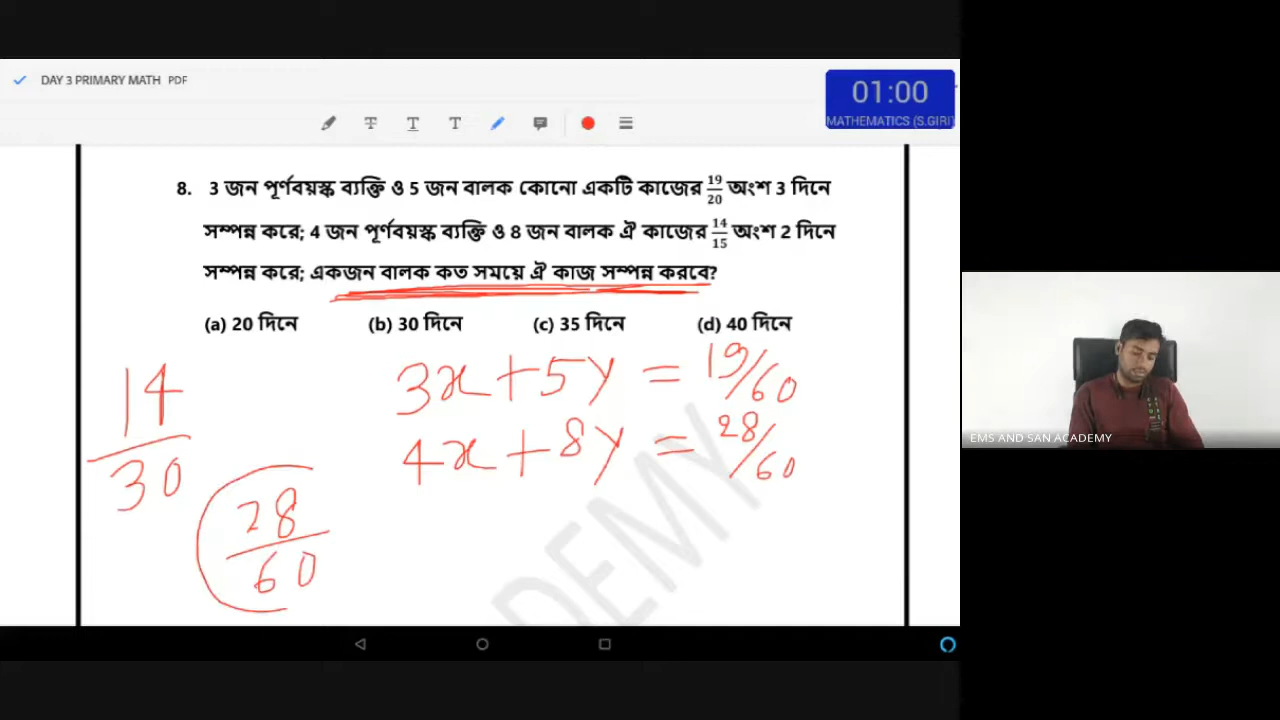 DAY 3 PRIMARY MATH PDF
01:00
MATHEMATICS (S.GIRI)
T T T
8. 3 জন পূর্ণবয়স্ক ব্যক্তি ও 5 জন বালক কোনো একটি কাজের 19/20 অংশ 3 দিনে
সম্পন্ন করে; 4 জন পূর্ণবয়স্ক ব্যক্তি ও 8 জন বালক ঐ কাজের 14/15 অংশ 2 দিনে
সম্পন্ন করে; একজন বালক কত সময়ে ঐ কাজ সম্পন্ন করবে?
(a) 20 দিনে (b) 30 দিনে (c) 35 দিনে (d) 40 দিনে
3x + 5y = 19/60
4x + 8y = 28/60
14/30
28/60
DEMY
EMS AND SAN ACADEMY